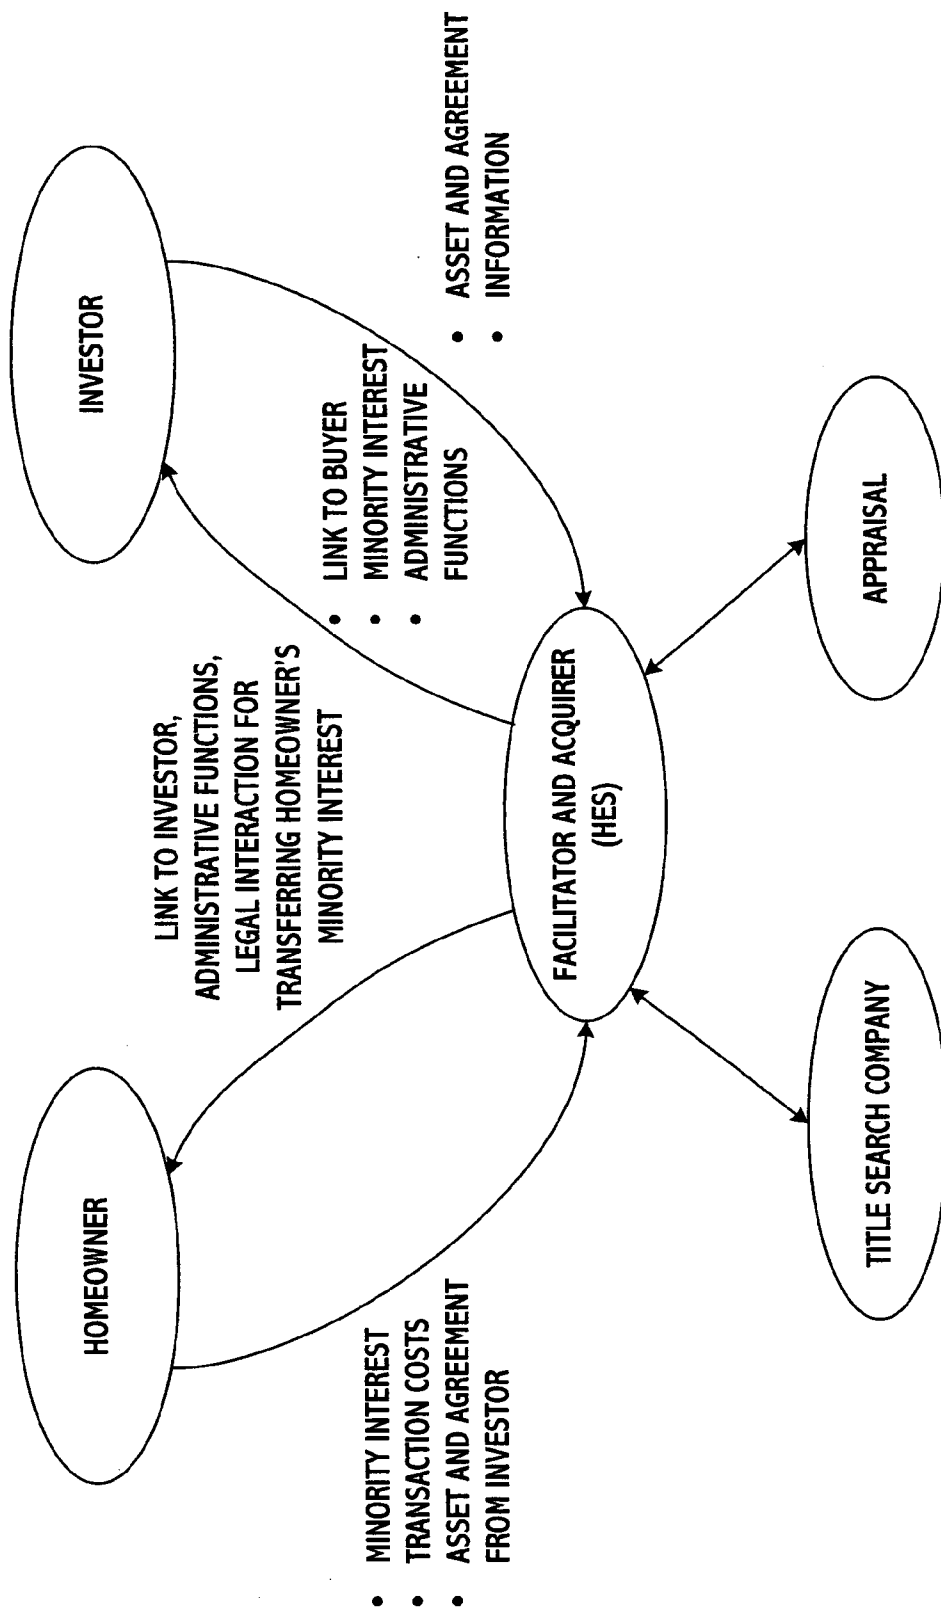 HOMEOWNER
INVESTOR
LINK TO INVESTOR,
ADMINISTRATIVE FUNCTIONS,
LEGAL INTERACTION FOR
TRANSFERRING HOMEOWNER'S
MINORITY INTEREST
• LINK TO BUYER
• MINORITY INTEREST
• ADMINISTRATIVE
FUNCTIONS
• MINORITY INTEREST
• TRANSACTION COSTS
• ASSET AND AGREEMENT
FROM INVESTOR
• ASSET AND AGREEMENT
• INFORMATION
FACILITATOR AND ACQUIRER
(HES)
TITLE SEARCH COMPANY
APPRAISAL